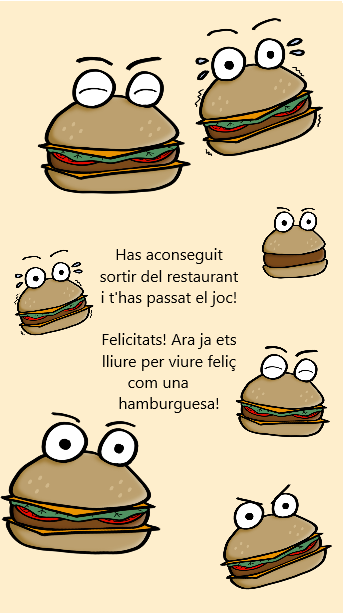 Has aconseguit
sortir del restaurant
i t'has passat el joc!
Felicitats! Ara ja ets
lliure per viure feliç
com una
hamburguesa!